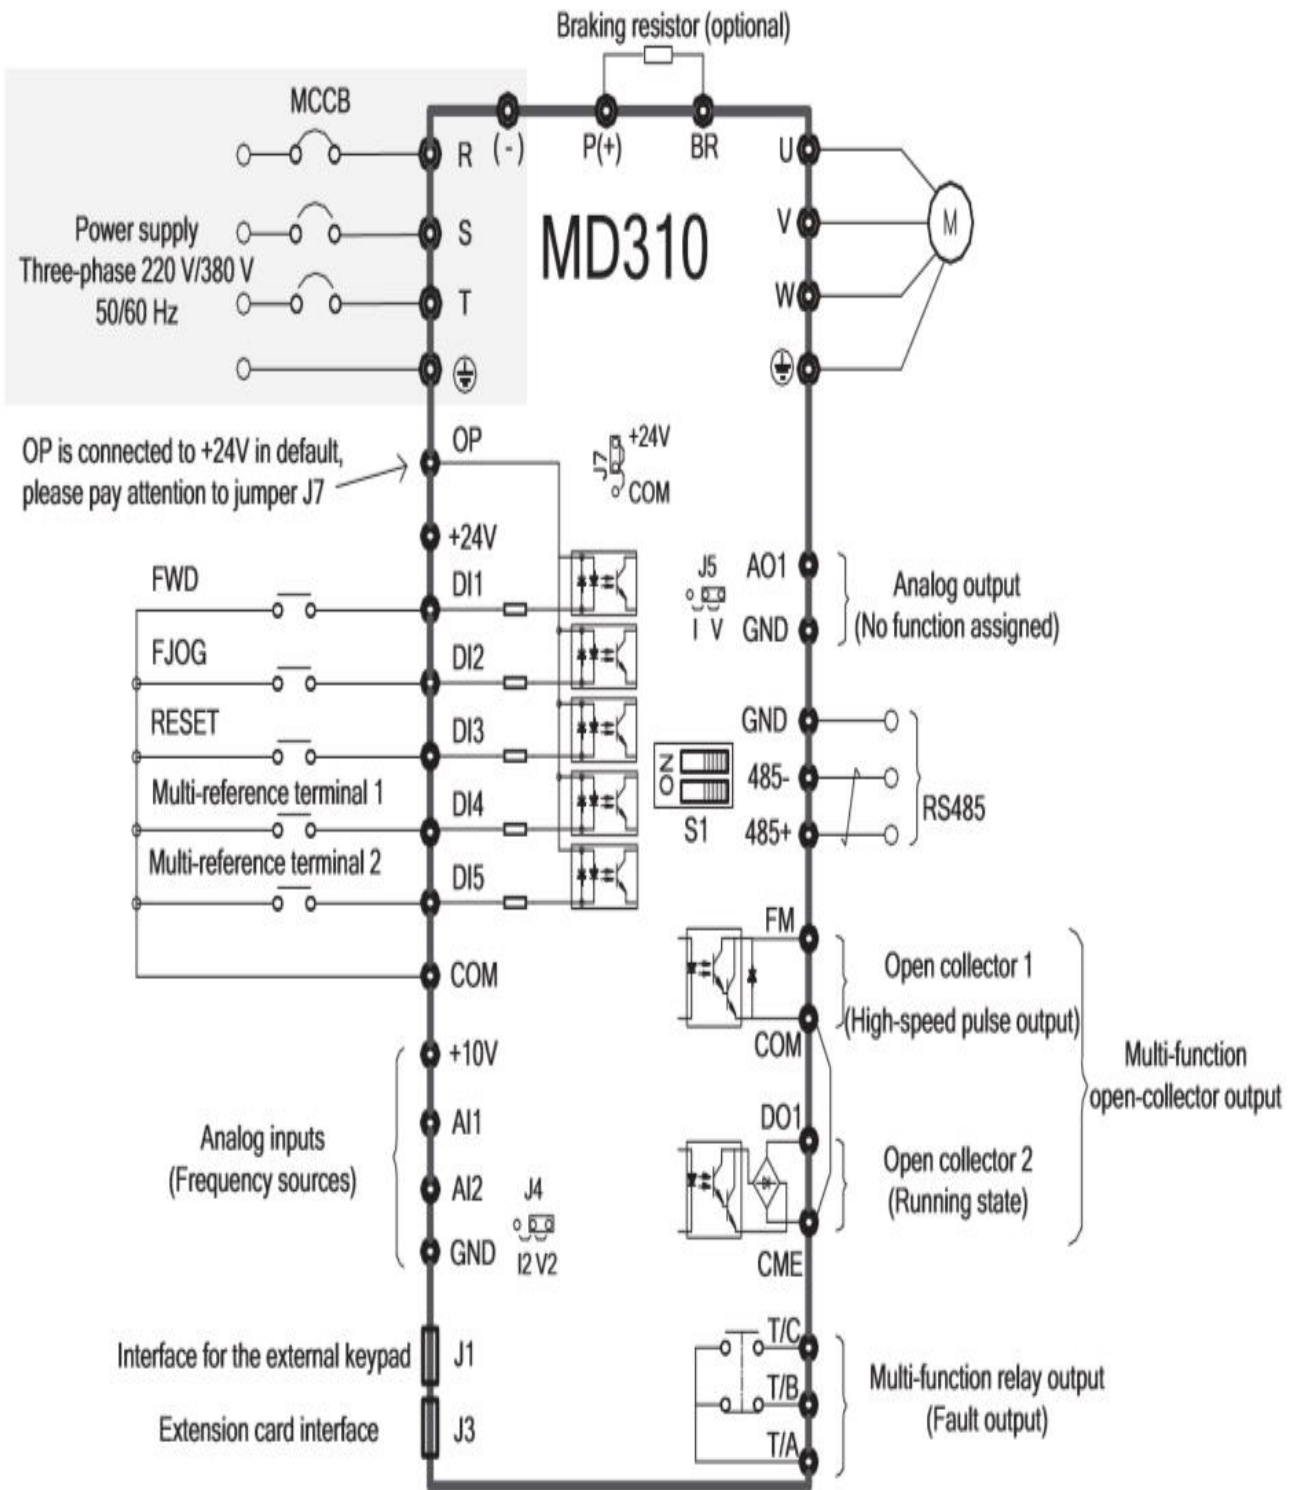 Braking resistor (optional)
MCCB
R
(-)
P(+)
BR
U
Power supply
Three-phase 220 V/380 V
50/60 Hz
S
MD310
V
M
T
W
OP is connected to +24V in default,
please pay attention to jumper J7
OP
J7
+24V
COM
+24V
FWD
DI1
J5
I V
AO1
GND
Analog output
(No function assigned)
FJOG
DI2
RESET
DI3
ON
S1
GND
485-
485+
RS485
Multi-reference terminal 1
DI4
Multi-reference terminal 2
DI5
COM
FM
COM
Open collector 1
(High-speed pulse output)
Multi-function
open-collector output
+10V
AI1
AI2
GND
Analog inputs
(Frequency sources)
J4
I2 V2
DO1
CME
Open collector 2
(Running state)
Interface for the external keypad
J1
Extension card interface
J3
T/C
T/B
T/A
Multi-function relay output
(Fault output)